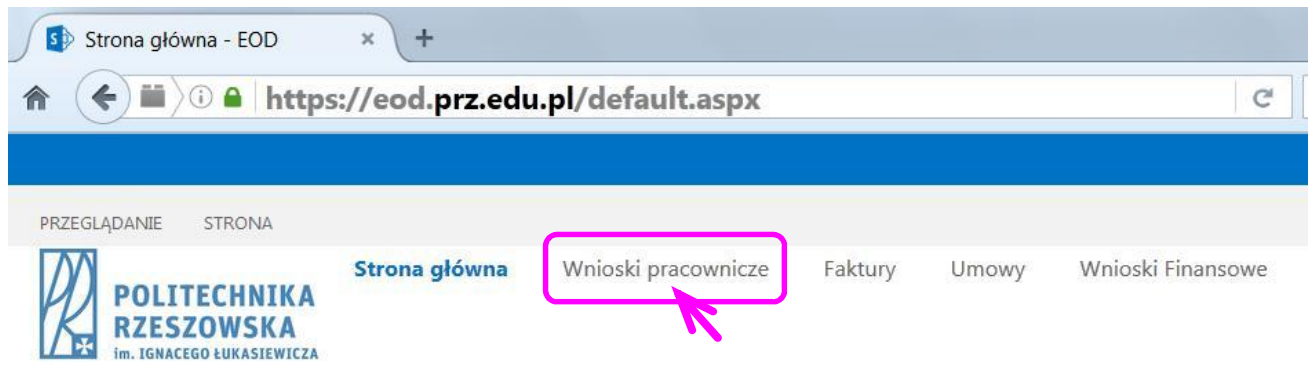 Strona główna - EOD
https://eod.prz.edu.pl/default.aspx
PRZEGLĄDANIE STRONA
Strona główna Wnioski pracownicze Faktury Umowy Wnioski Finansowe
POLITECHNIKA
RZESZOWSKA
im. IGNACEGO ŁUKASIEWICZA